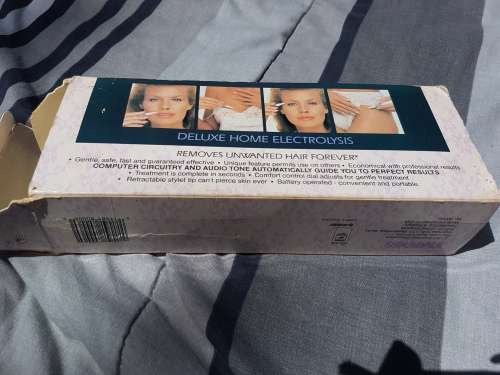 DELUXE HOME ELECTROLYSIS
REMOVES UNWANTED HAIR FOREVER*
• Gentle, safe, fast and guaranteed effective • Unique feature permits use on others • Economical with professional results
COMPUTER CIRCUITRY AND AUDIO TONE AUTOMATICALLY GUIDE YOU TO PERFECT RESULTS
• Treatment is complete in seconds • Comfort control dial adjusts for gentle treatment
• Retractable stylet tip can't pierce skin ever • Battery operated - convenient and portable